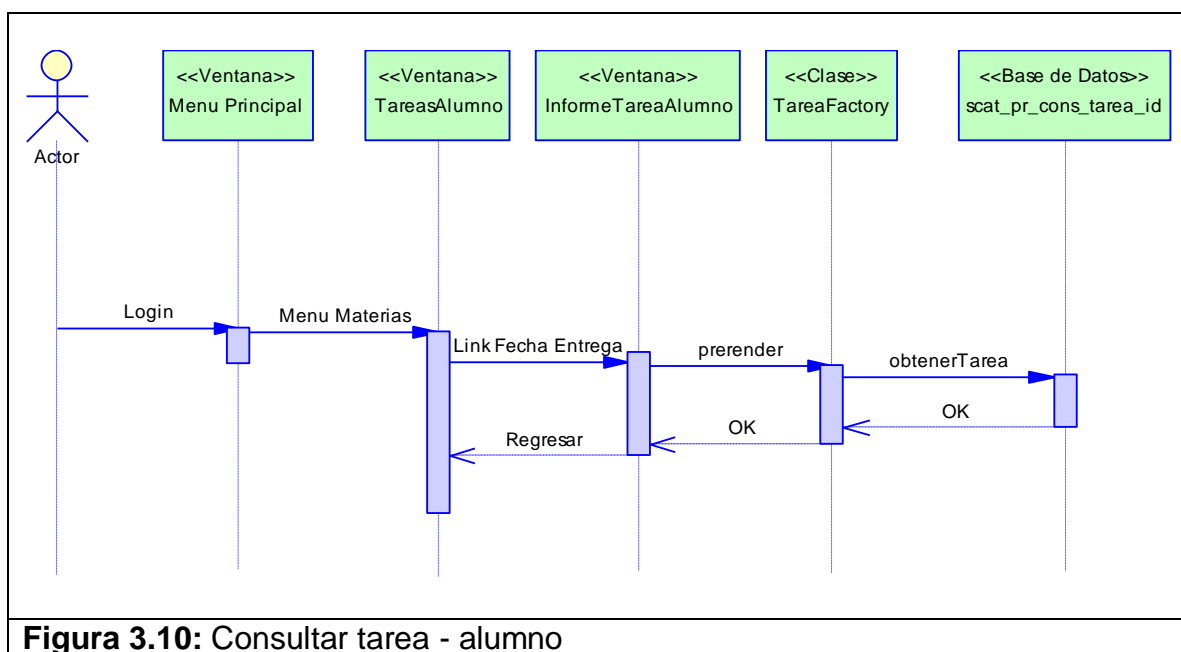 <<Ventana>>
Menu Principal
<<Ventana>>
TareasAlumno
<<Ventana>>
InformeTareaAlumno
<<Clase>>
TareaFactory
<<Base de Datos>>
scat_pr_cons_tarea_id
Actor
Login
Menu Materias
Link Fecha Entrega
prerender
obtenerTarea
OK
OK
Regresar
Figura 3.10: Consultar tarea - alumno